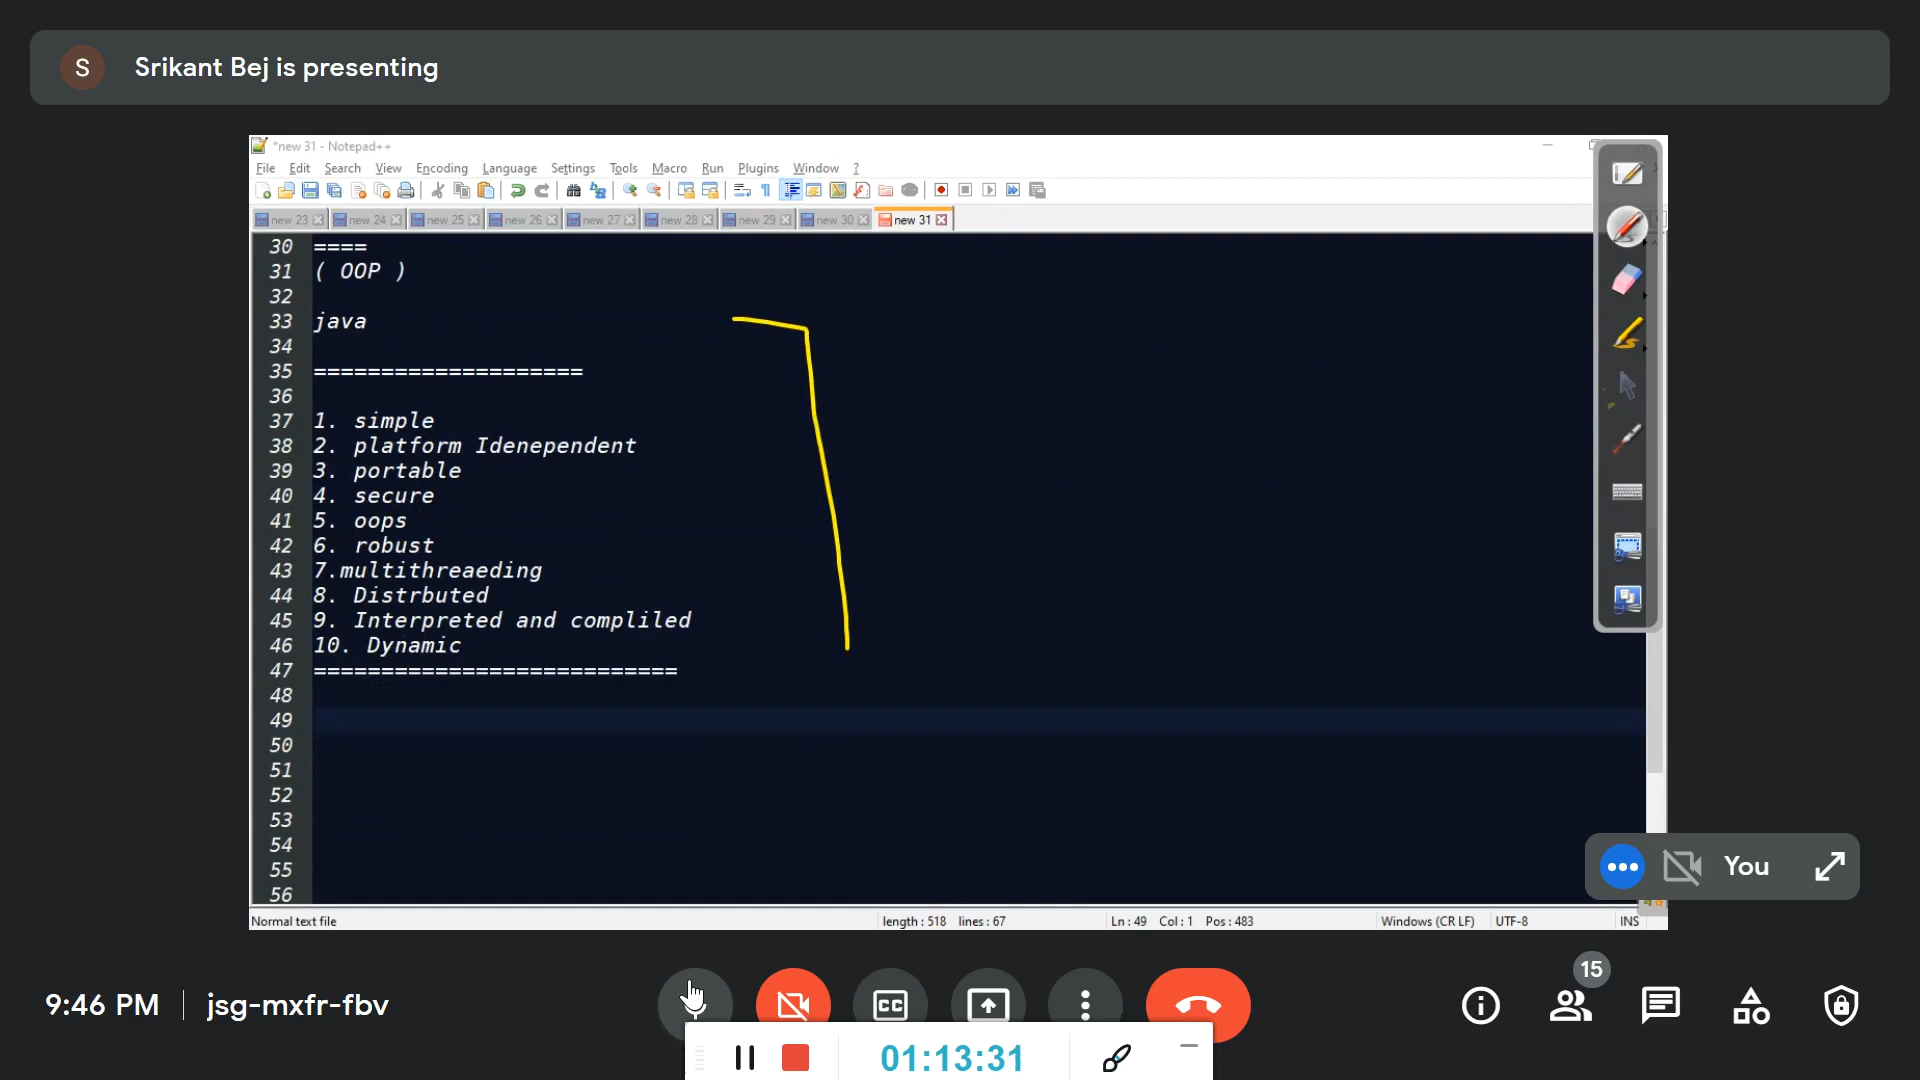 S Srikant Bej is presenting
*new 31 - Notepad++
File Edit Search View Encoding Language Settings Tools Macro Run Plugins Window ?
new 23 new 24 new 25 new 26 new 27 new 28 new 29 new 30 new 31
30 ====
31 ( OOP )
32
33 java
34
35 ====================
36
37 1. simple
38 2. platform Idenependent
39 3. portable
40 4. secure
41 5. oops
42 6. robust
43 7.multithreaeding
44 8. Distrbuted
45 9. Interpreted and compliled
46 10. Dynamic
47 ===========================
48
49
50
51
52
53
54
55
56
You
Normal text file length : 518 lines : 67 Ln : 49 Col : 1 Pos : 483 Windows (CR LF) UTF-8 INS
15
9:46 PM jsg-mxfr-fbv CC
01:13:31